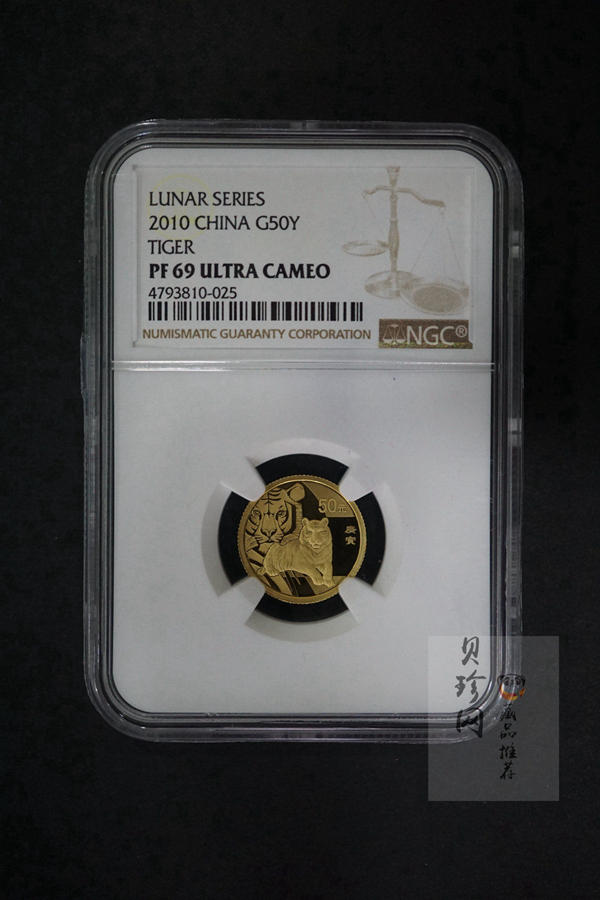 LUNAR SERIES
2010 CHINA G50Y
TIGER
PF 69 ULTRA CAMEO
4793810-025
NUMISMATIC GUARANTY CORPORATION
NGC®
50元
庚寅
贝珍网
藏品推荐